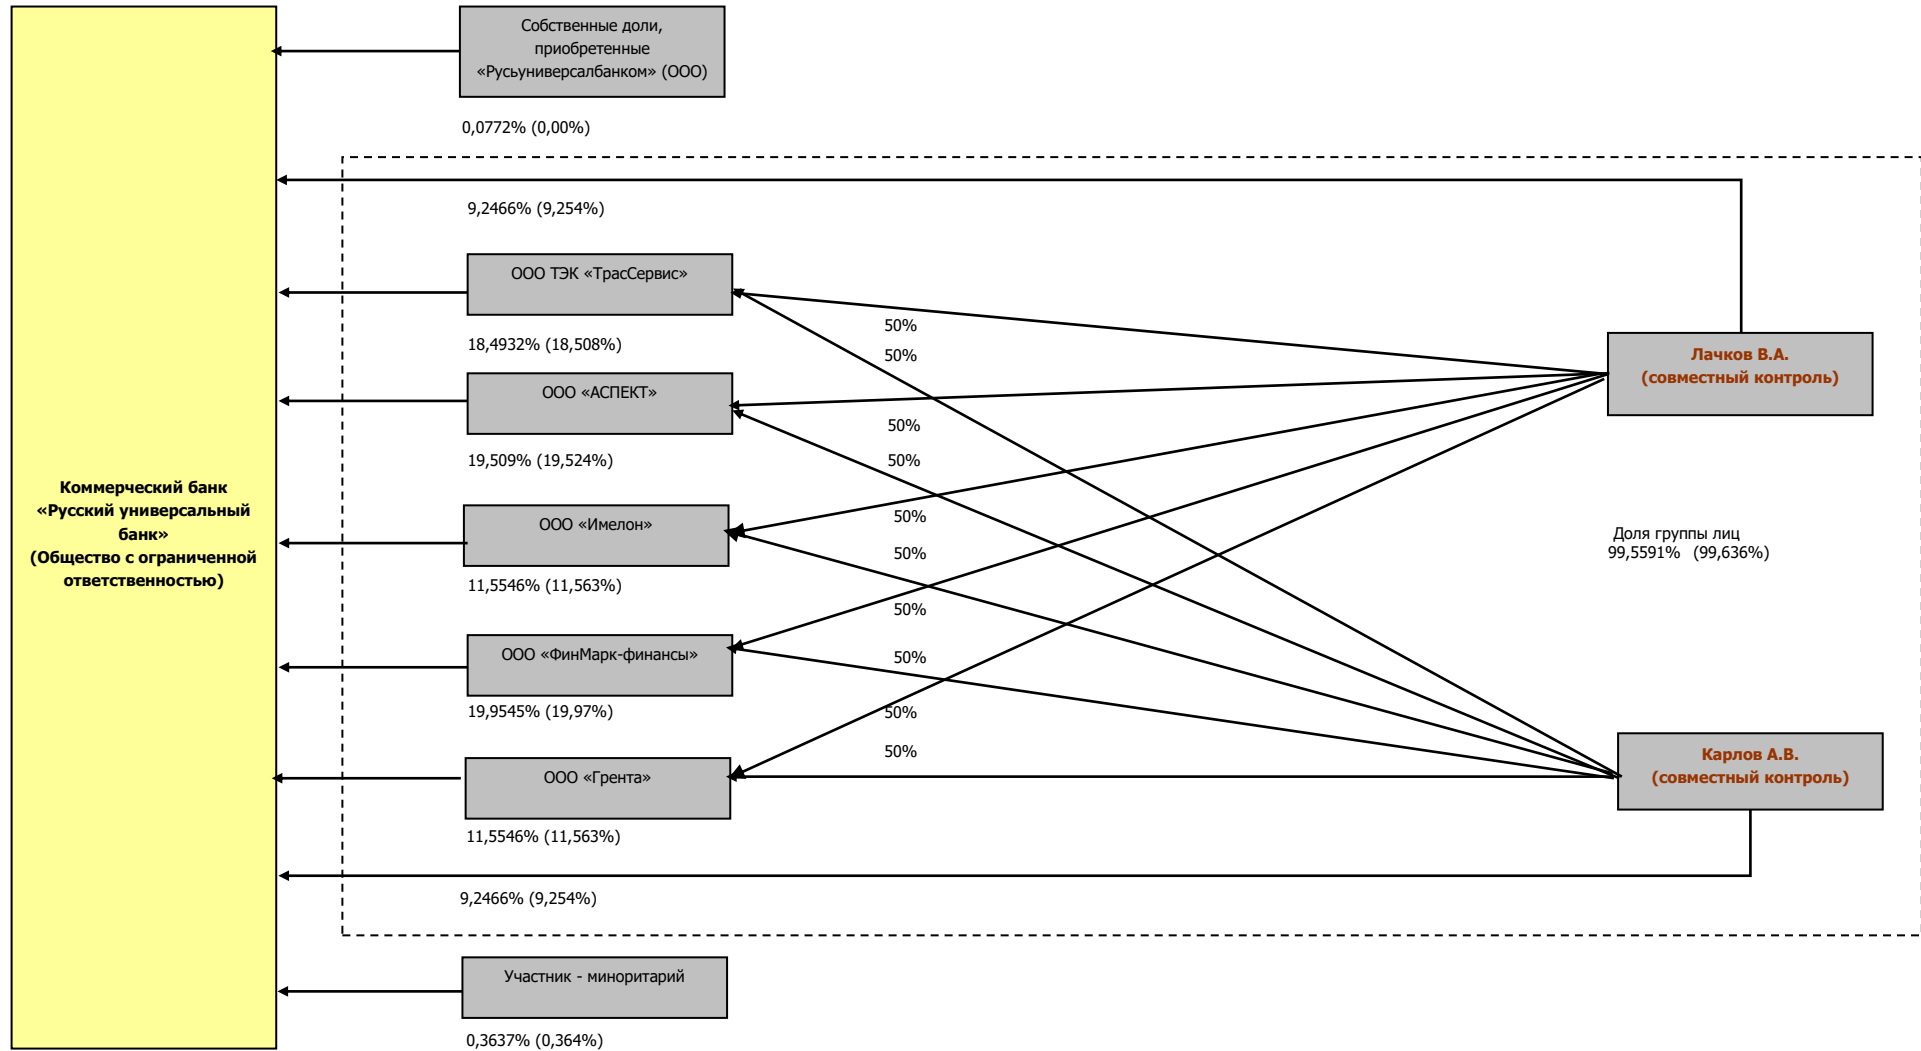 Собственные доли,
приобретенные
«Русьуниверсалбанком» (ООО)
0,0772% (0,00%)
9,2466% (9,254%)
ООО ТЭК «ТрасСервис»
18,4932% (18,508%)
50%
50%
Лачков В.А.
(совместный контроль)
ООО «АСПЕКТ»
19,509% (19,524%)
50%
50%
Коммерческий банк
«Русский универсальный
банк»
(Общество с ограниченной
ответственностью)
ООО «Имелон»
11,5546% (11,563%)
50%
50%
Доля группы лиц
99,5591% (99,636%)
ООО «ФинМарк-финансы»
19,9545% (19,97%)
50%
50%
ООО «Грента»
11,5546% (11,563%)
50%
50%
Карлов А.В.
(совместный контроль)
9,2466% (9,254%)
Участник - миноритарий
0,3637% (0,364%)